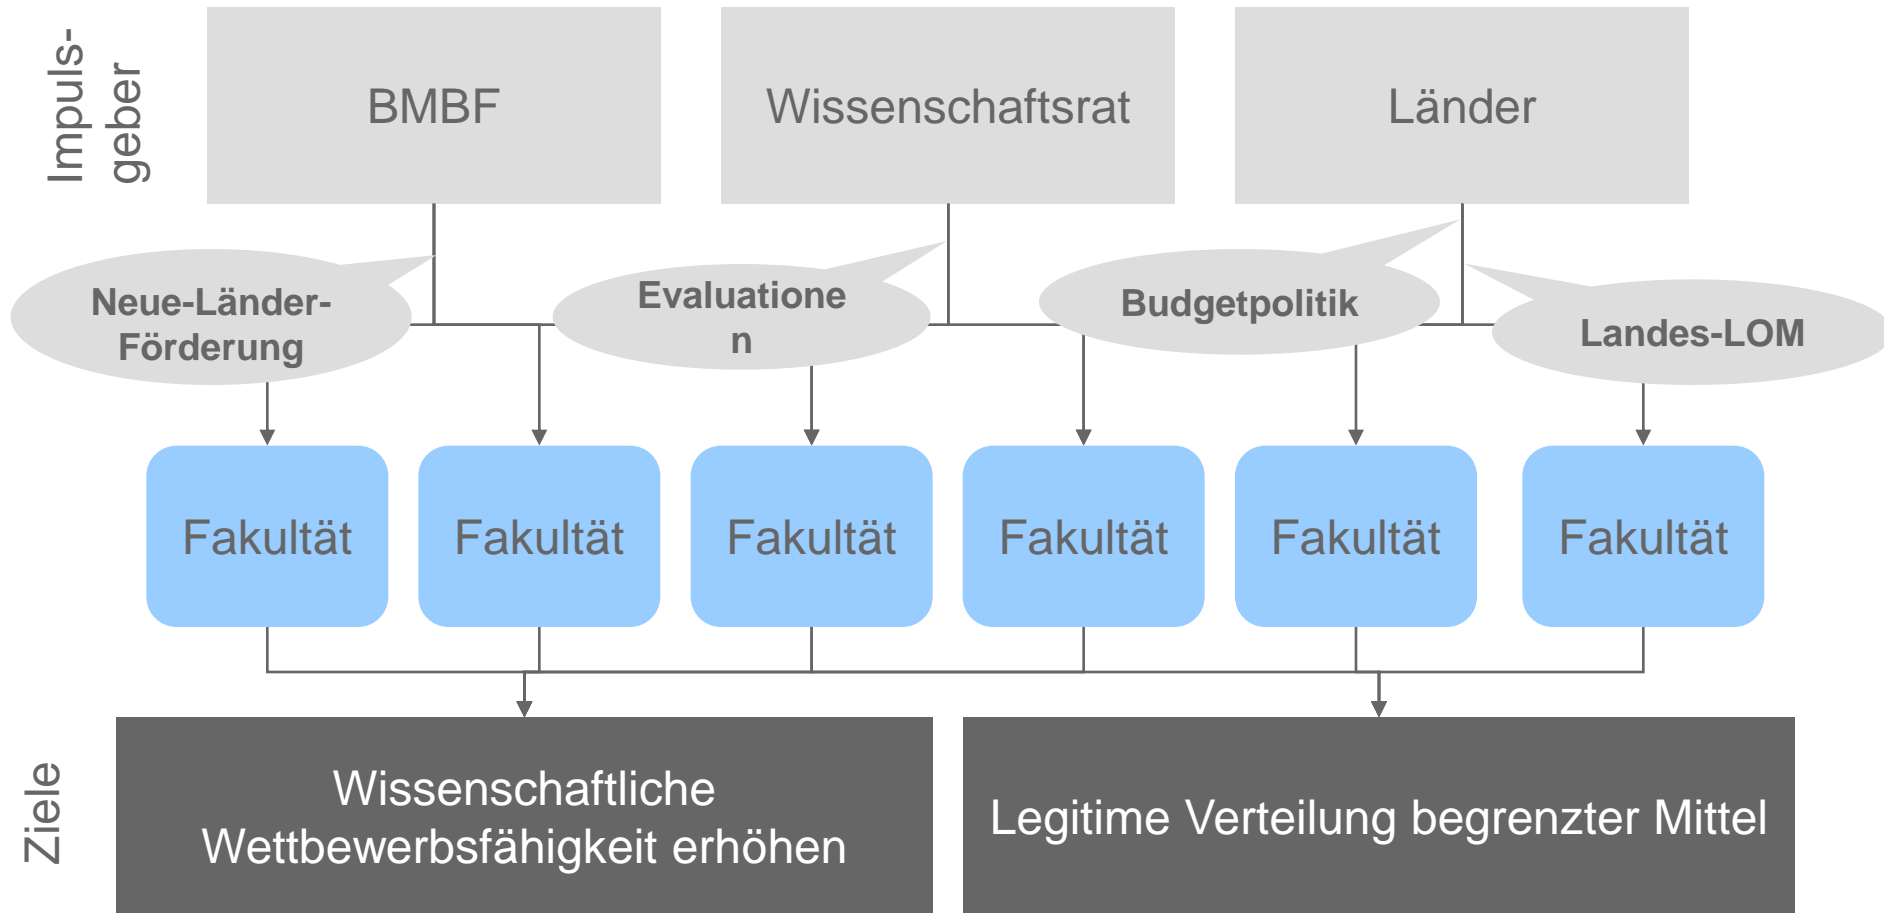 Impuls-
geber
BMBF
Wissenschaftsrat
Länder
Neue-Länder-
Förderung
Evaluatione
n
Budgetpolitik
Landes-LOM
Fakultät
Fakultät
Fakultät
Fakultät
Fakultät
Fakultät
Ziele
Wissenschaftliche
Wettbewerbsfähigkeit erhöhen
Legitime Verteilung begrenzter Mittel